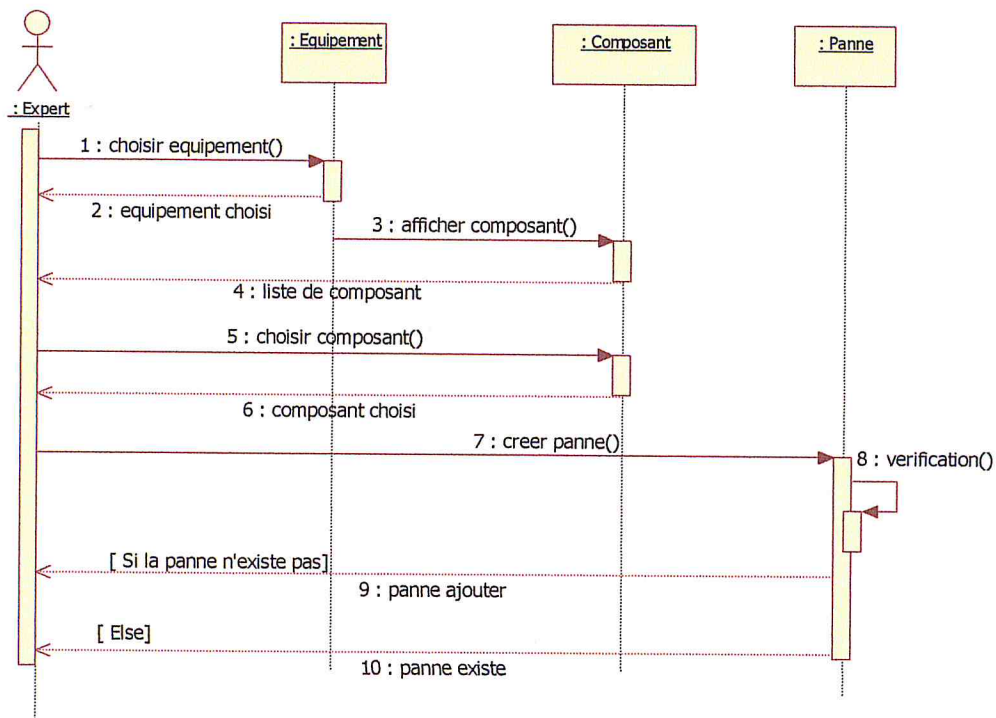 : Equipement
: Composant
: Panne
: Expert
1 : choisir equipement()
2 : equipement choisi
3 : afficher composant()
4 : liste de composant
5 : choisir composant()
6 : composant choisi
7 : creer panne()
8 : verification()
[ Si la panne n'existe pas]
9 : panne ajouter
[ Else]
10 : panne existe